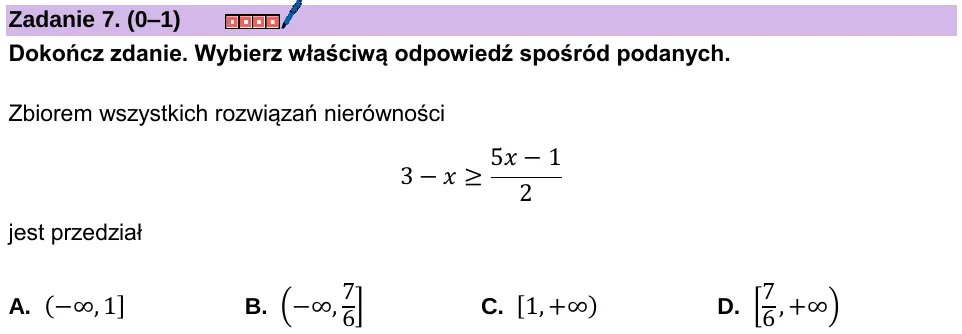 Zadanie 7. (0–1)
Dokończ zdanie. Wybierz właściwą odpowiedź spośród podanych.
Zbiorem wszystkich rozwiązań nierówności
3 − x ≥ (5x − 1)/2
jest przedział
A. (−∞, 1] B. (−∞, 7/6] C. [1, +∞) D. [7/6, +∞)